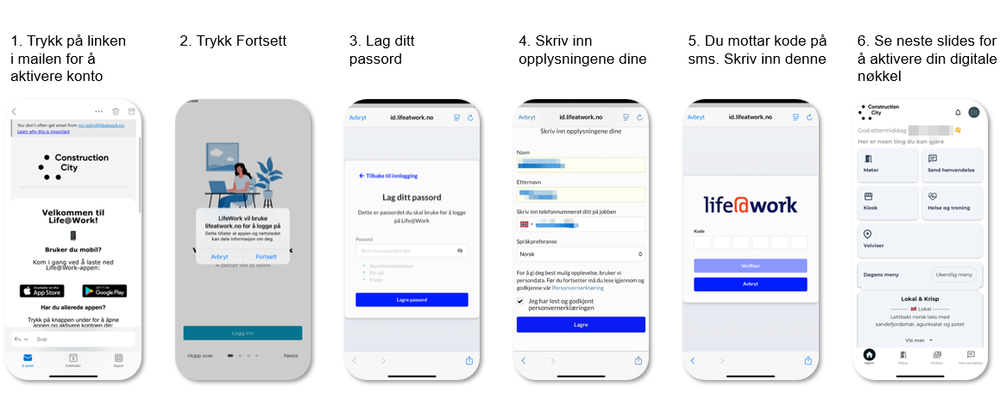 1. Trykk på linken
i mailen for å
aktivere konto
2. Trykk Fortsett
3. Lag ditt
passord
4. Skriv inn
opplysningene dine
5. Du mottar kode på
sms. Skriv inn denne
6. Se neste slides for
å aktivere din digitale
nøkkel
You don't often get email from no-reply@lifeatwork.no.
Learn why this is important
Construction
City
Velkommen til
Life@Work!
Bruker du mobil?
Kom i gang ved å laste ned
Life@Work-appen:
Available on the
App Store
GET IT ON
Google Play
Har du allerede appen?
Trykk på knappen under for å åpne
appen og aktivere kontoen din:
Svar
E-post
Kalender
Apper
LifeWork vil bruke
lifeatwork.no for å logge på
Dette tillater at appen og nettstedet
kan dele informasjon om deg.
Avbryt
Fortsett
A better life at work
Logg inn
Hopp over
Neste
Avbryt
id.lifeatwork.no
Tilbake til innlogging
Lag ditt passord
Dette er passordet du skal bruke for å logge
på Life@Work
Passord
Skriv inn passordet ditt
Store/små bokstaver
Ett tall
8 tegn
Lagre passord
Avbryt
id.lifeatwork.no
Skriv inn opplysningene dine
Navn
Etternavn
Skriv inn telefonnummeret ditt på jobben
Språkpreferanse
Norsk
For å gi deg best mulig opplevelse, bruker vi
persondata. Før du fortsetter må du lese igjennom og
godkjenne vår Personvernerklæring
Jeg har lest og godkjent
personvernerklæringen
Lagre
Avbryt
id.lifeatwork.no
life@work
Kode
Verifiser
Avbryt
Construction
City
God ettermiddag
Her er noen ting du kan gjøre
Møter
Send henvendelse
Kiosk
Helse og trening
Veiviser
Dagens meny
Ukentlig meny
Lokal & Krisp
Lokal
Lettbakt norsk laks med
sandefjordsmør, agurksalat og potet
Vis mer
Hjem
Møter
Artikler
Henvendelser